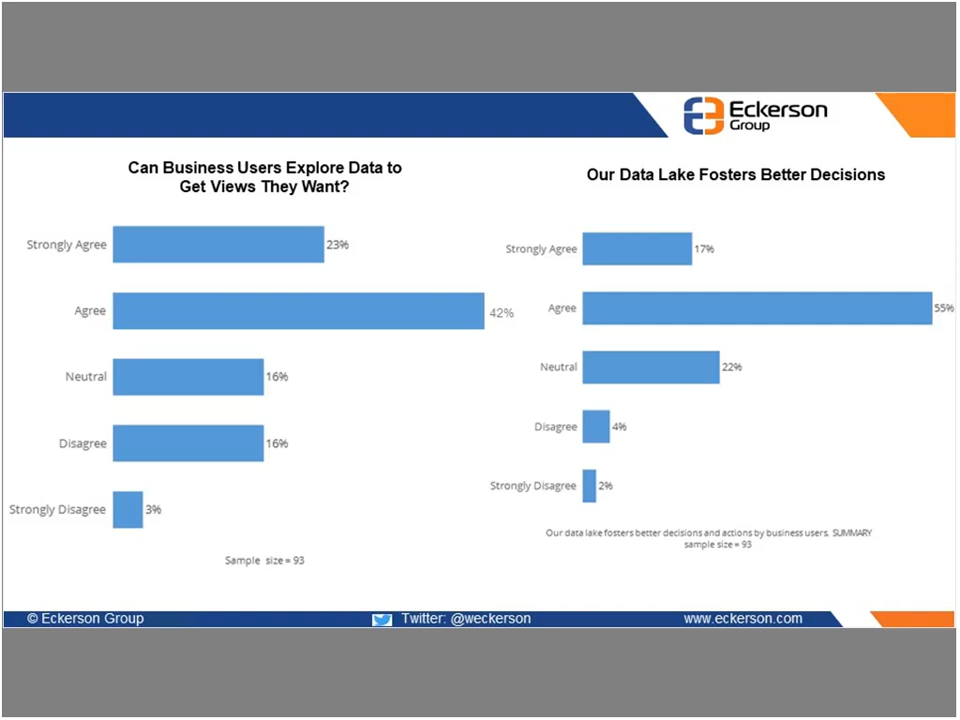 Eckerson
Group
Can Business Users Explore Data to
Get Views They Want?
Strongly Agree 23%
Agree 42%
Neutral 16%
Disagree 16%
Strongly Disagree 3%
Sample size = 93
Our Data Lake Fosters Better Decisions
Strongly Agree 17%
Agree 55%
Neutral 22%
Disagree 4%
Strongly Disagree 2%
Our data lake fosters better decisions and actions by business users. SUMMARY
sample size = 93
© Eckerson Group Twitter: @weckerson www.eckerson.com